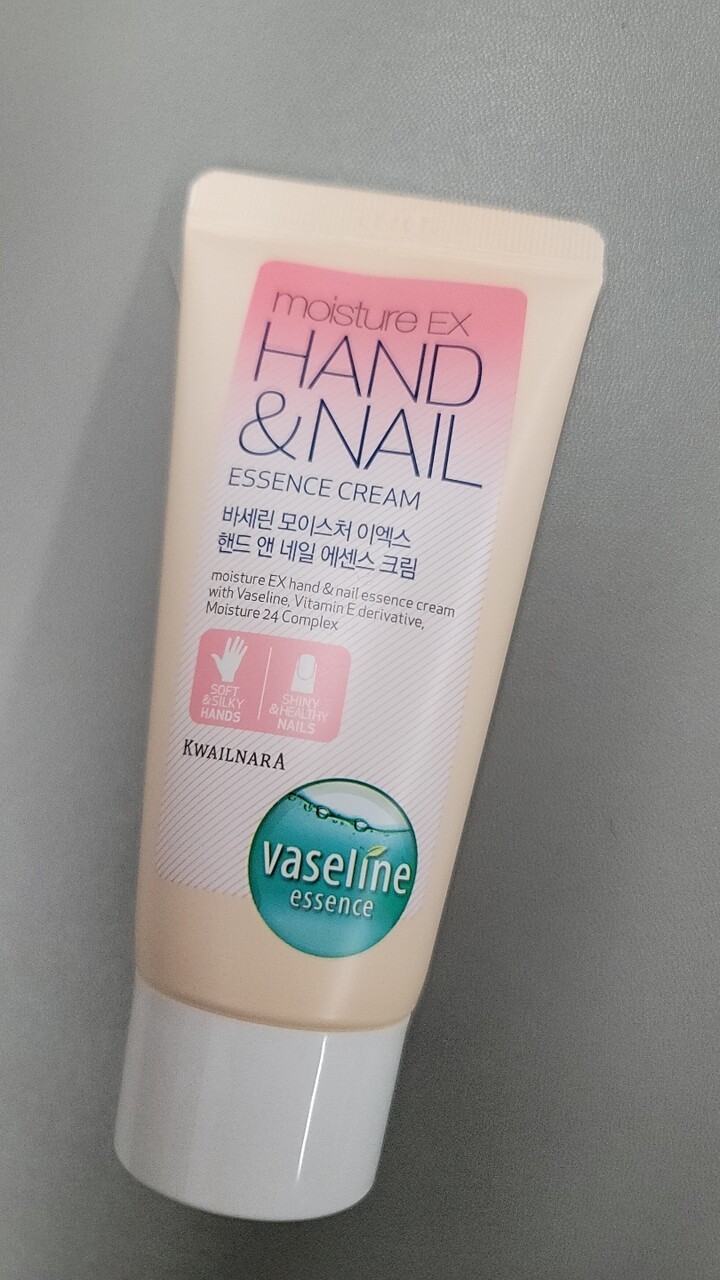 moisture EX
HAND
&NAIL
ESSENCE CREAM
바세린 모이스처 이엑스
핸드 앤 네일 에센스 크림
moisture EX hand & nail essence cream
with Vaseline, Vitamin E derivative,
Moisture 24 Complex
SOFT
&SILKY
HANDS
SHINY
&HEALTHY
NAILS
KWAILNARA
vaseline
essence